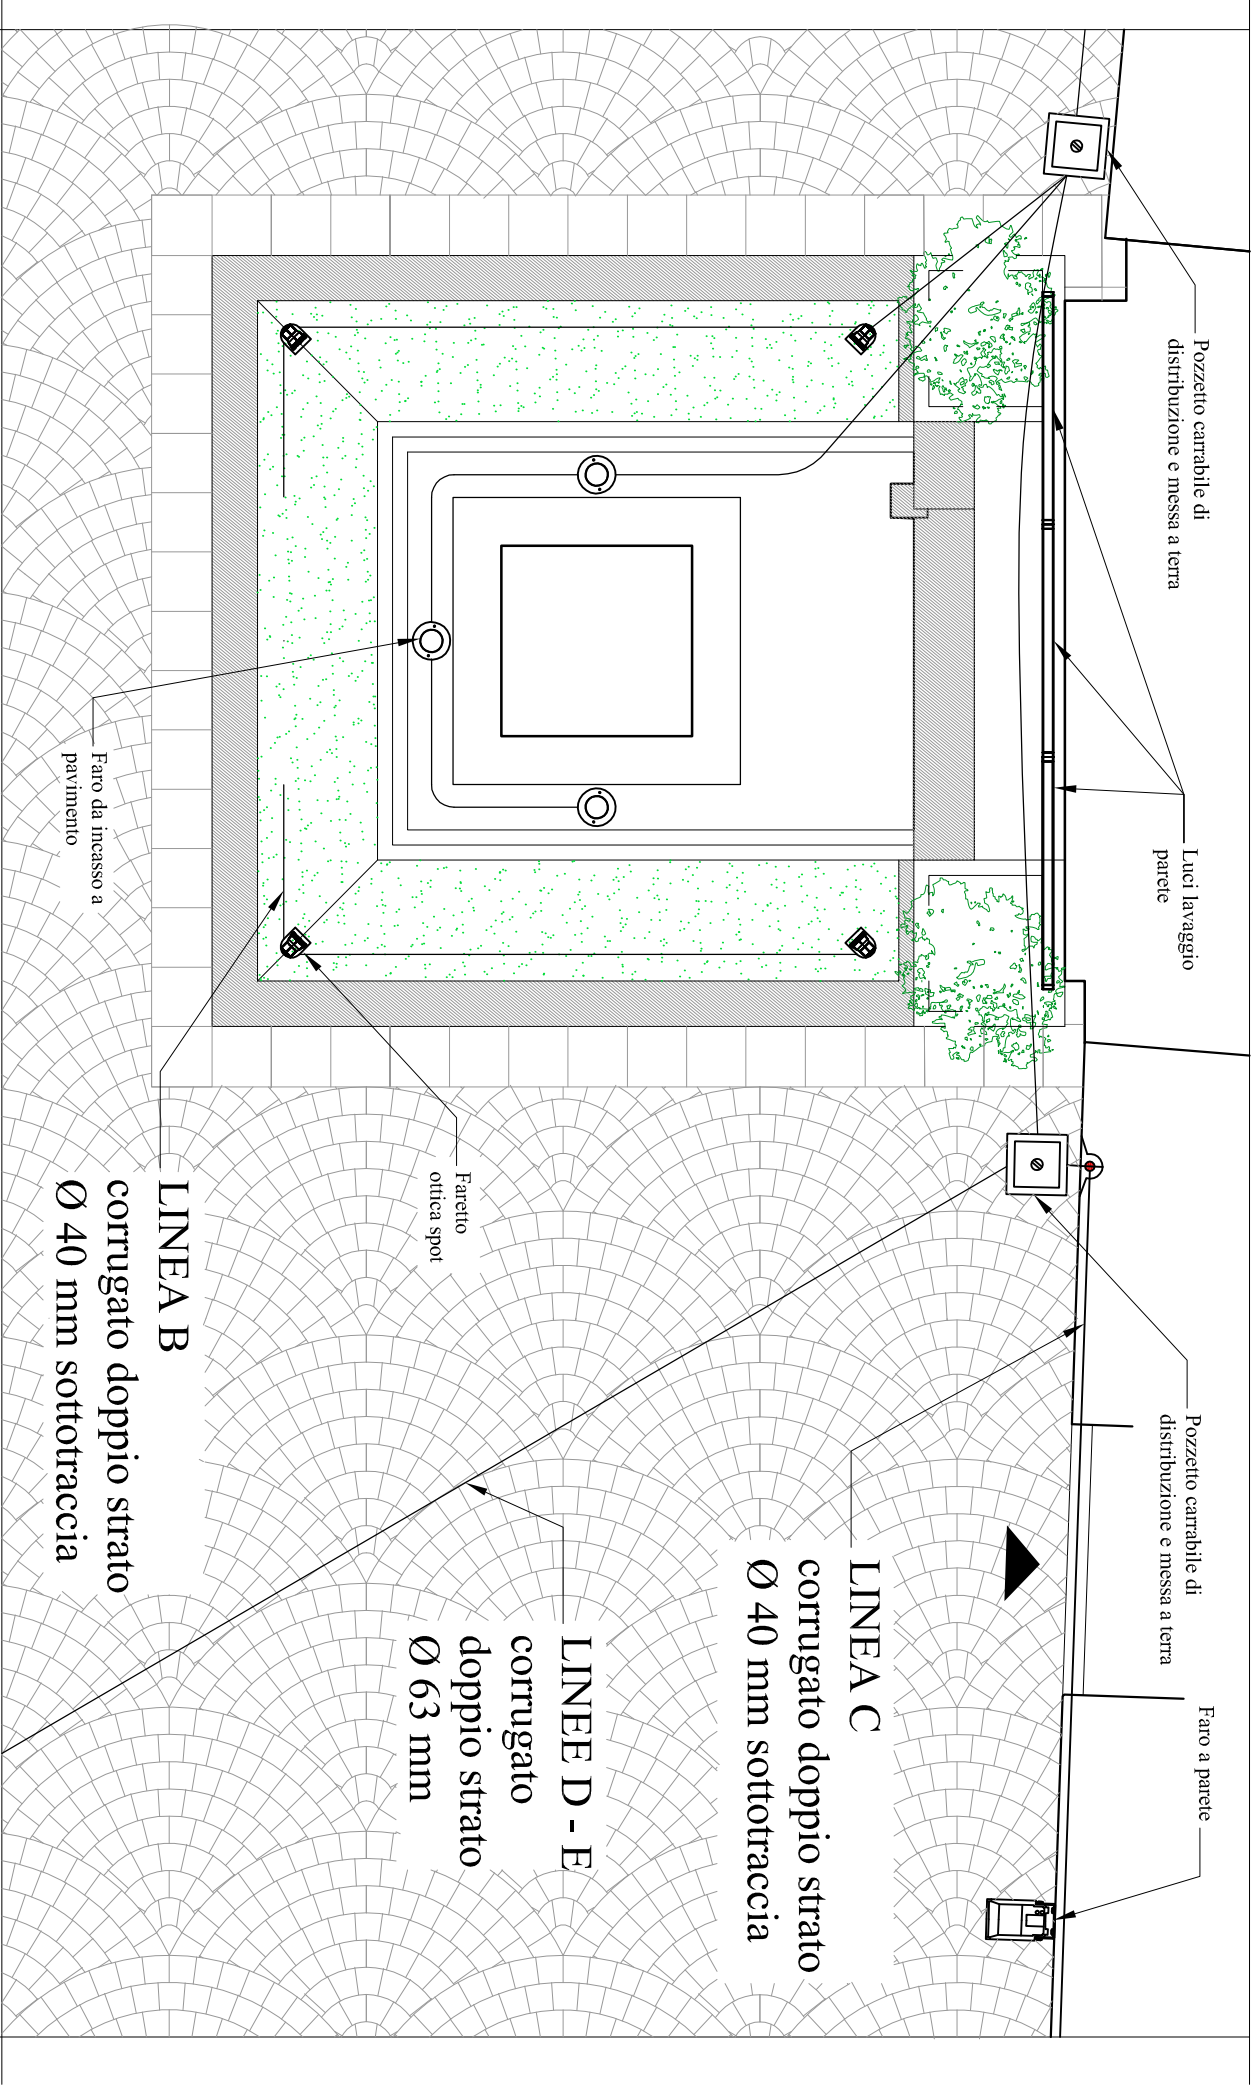 Pozzetto carrabile di
distribuzione e messa a terra
Luci lavaggio
parete
Pozzetto carrabile di
distribuzione e messa a terra
Faro a parete
Faro da incasso a
pavimento
Faretto
ottica spot
LINEA C
corrugato doppio strato
Ø 40 mm sottotraccia
LINEE D - E
corrugato
doppio strato
Ø 63 mm
LINEA B
corrugato doppio strato
Ø 40 mm sottotraccia